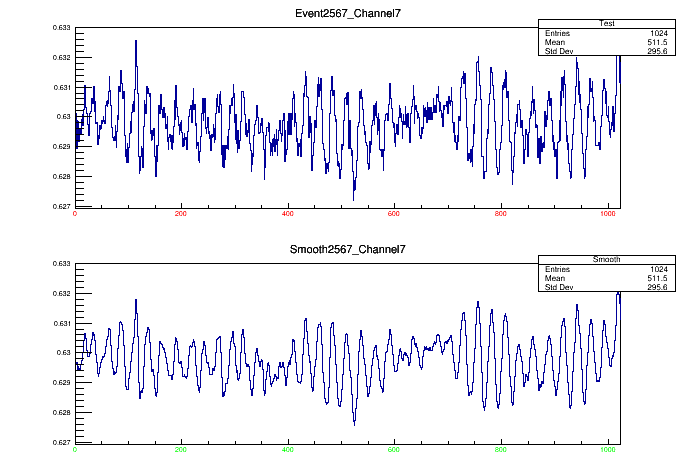 Event2567_Channel7
Test
Entries 1024
Mean 511.5
Std Dev 295.6
0.633
0.632
0.631
0.63
0.629
0.628
0.627
0 200 400 600 800 1000
Smooth2567_Channel7
Smooth
Entries 1024
Mean 511.5
Std Dev 295.6
0.633
0.632
0.631
0.63
0.629
0.628
0.627
0 200 400 600 800 1000